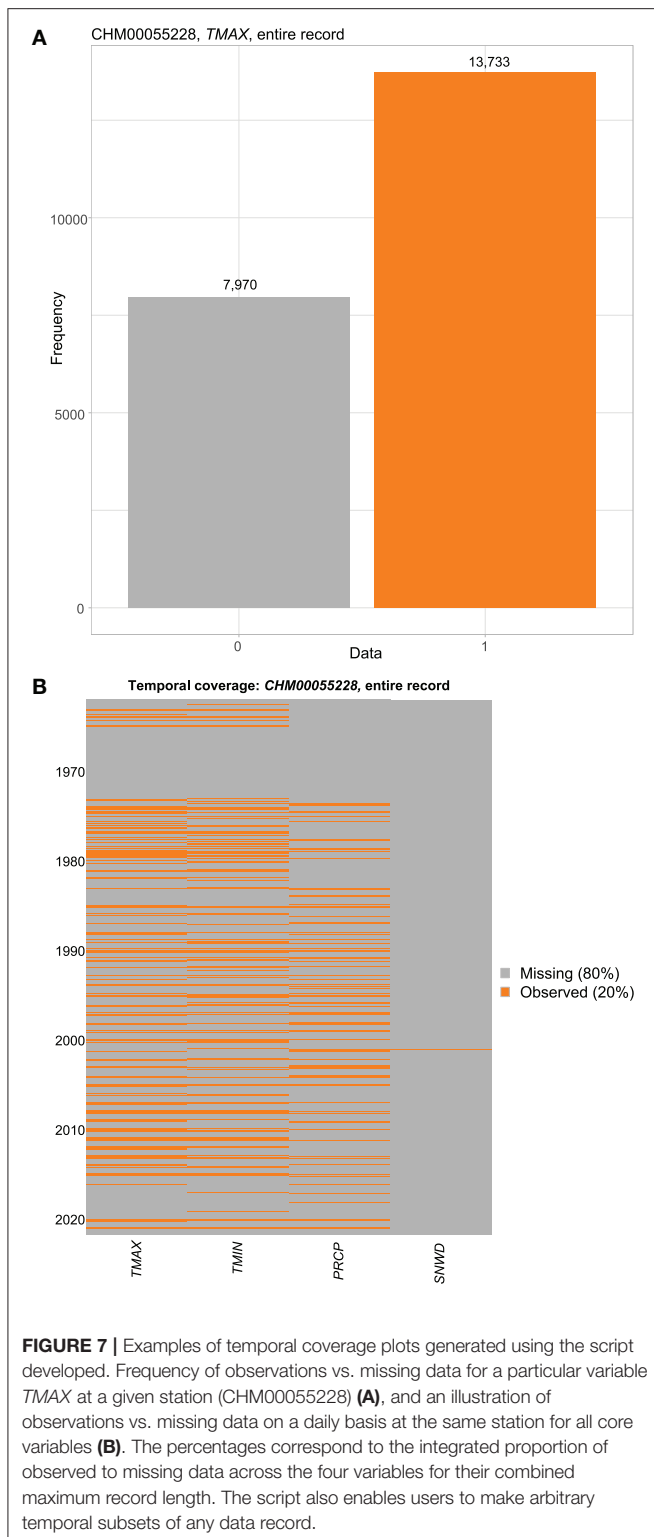 A
CHM00055228, TMAX, entire record
13,733
10000
7,970
Frequency
5000
0
0
1
Data
B
Temporal coverage: CHM00055228, entire record
1970
1980
1990
Missing (80%)
Observed (20%)
2000
2010
2020
TMAX
TMIN
PRCP
SNWD
FIGURE 7 | Examples of temporal coverage plots generated using the script
developed. Frequency of observations vs. missing data for a particular variable
TMAX at a given station (CHM00055228) (A), and an illustration of
observations vs. missing data on a daily basis at the same station for all core
variables (B). The percentages correspond to the integrated proportion of
observed to missing data across the four variables for their combined
maximum record length. The script also enables users to make arbitrary
temporal subsets of any data record.